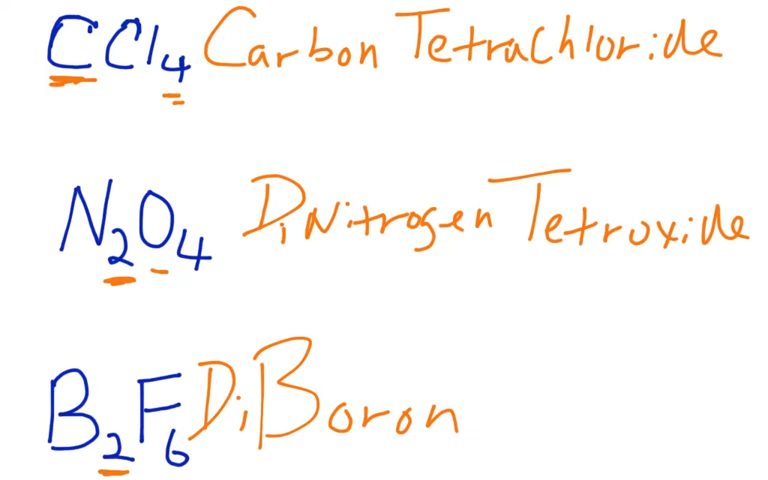 CCl4 Carbon Tetrachloride
N2O4 DiNitrogen Tetroxide
B2F6 DiBoron